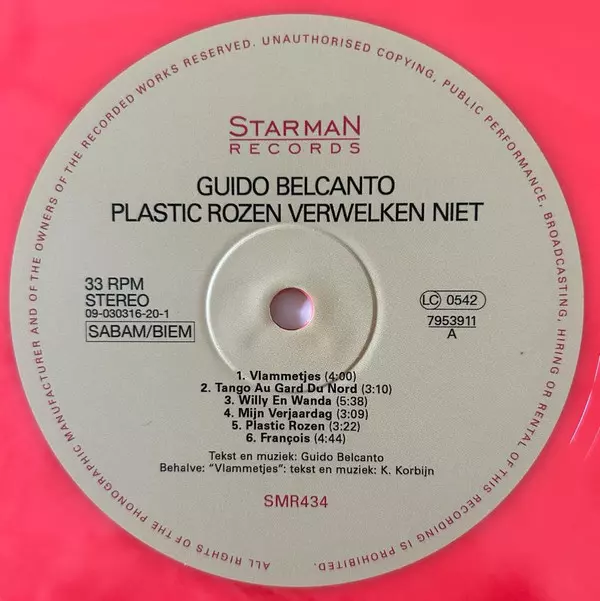 ALL RIGHTS OF THE PHONOGRAPHIC MANUFACTURER AND OF THE OWNERS OF THE RECORDED WORKS RESERVED. UNAUTHORISED COPYING, PUBLIC PERFORMANCE, BROADCASTING, HIRING OR RENTAL OF THIS RECORDING IS PROHIBITED.
STARMAN
RECORDS
GUIDO BELCANTO
PLASTIC ROZEN VERWELKEN NIET
33 RPM
STEREO
09-030316-20-1
SABAM/BIEM
LC 0542
7953911
A
1. Vlammetjes (4:00)
2. Tango Au Gard Du Nord (3:10)
3. Willy En Wanda (5:38)
4. Mijn Verjaardag (3:09)
5. Plastic Rozen (3:22)
6. François (4:44)
Tekst en muziek: Guido Belcanto
Behalve: "Vlammetjes": tekst en muziek: K. Korbijn
SMR434